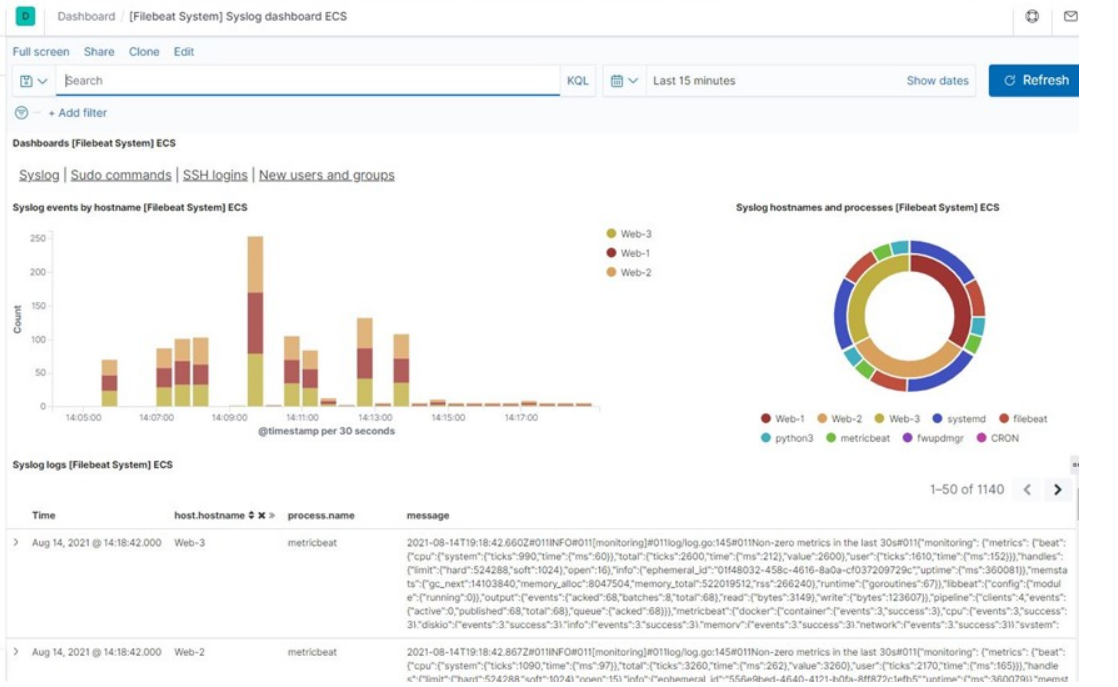 D Dashboard / [Filebeat System] Syslog dashboard ECS
Full screen Share Clone Edit
Search KQL Last 15 minutes Show dates Refresh
+ Add filter
Dashboards [Filebeat System] ECS
Syslog | Sudo commands | SSH logins | New users and groups
Syslog events by hostname [Filebeat System] ECS
250
200
150
100
50
0
Count
14:05:00 14:07:00 14:09:00 14:11:00 14:13:00 14:15:00 14:17:00
@timestamp per 30 seconds
Web-3
Web-1
Web-2
Syslog hostnames and processes [Filebeat System] ECS
Web-1 Web-2 Web-3 systemd filebeat
python3 metricbeat fwupdmgr CRON
Syslog logs [Filebeat System] ECS
1–50 of 1140
Time host.hostname process.name message
Aug 14, 2021 @ 14:18:42.000 Web-3 metricbeat 2021-08-14T19:18:42.660Z#011INFO#011[monitoring]#011log/log.go:145#011Non-zero metrics in the last 30s#011{"monitoring": {"metrics": {"beat":
{"cpu":{"system":{"ticks":990,"time":{"ms":60}},"total":{"ticks":2600,"time":{"ms":212},"value":2600},"user":{"ticks":1610,"time":{"ms":152}}},"handles":
{"limit":{"hard":524288,"soft":1024},"open":16},"info":{"ephemeral_id":"01f48032-458c-4616-8a0a-cf037209729c","uptime":{"ms":360081}},"memsta
ts":{"gc_next":14103840,"memory_alloc":8047504,"memory_total":522019512,"rss":266240},"runtime":{"goroutines":67}},"libbeat":{"config":{"modul
e":{"running":0}},"output":{"events":{"acked":68,"batches":8,"total":68},"read":{"bytes":3149},"write":{"bytes":123607}},"pipeline":{"clients":4,"events":
{"active":0,"published":68,"total":68},"queue":{"acked":68}}},"metricbeat":{"docker":{"container":{"events":3,"success":3},"cpu":{"events":3,"success":
3},"diskio":{"events":3,"success":3},"info":{"events":3,"success":3},"memory":{"events":3,"success":3},"network":{"events":3,"success":3}},"system":
Aug 14, 2021 @ 14:18:42.000 Web-2 metricbeat 2021-08-14T19:18:42.867Z#011INFO#011[monitoring]#011log/log.go:145#011Non-zero metrics in the last 30s#011{"monitoring": {"metrics": {"beat":
{"cpu":{"system":{"ticks":1090,"time":{"ms":97}},"total":{"ticks":3260,"time":{"ms":262},"value":3260},"user":{"ticks":2170,"time":{"ms":165}}},"handle
s":{"limit":{"hard":524288,"soft":1024},"open":15},"info":{"ephemeral_id":"556e9bed-4640-4121-b0fa-8ff872c1efb5","uptime":{"ms":360079}},"memst